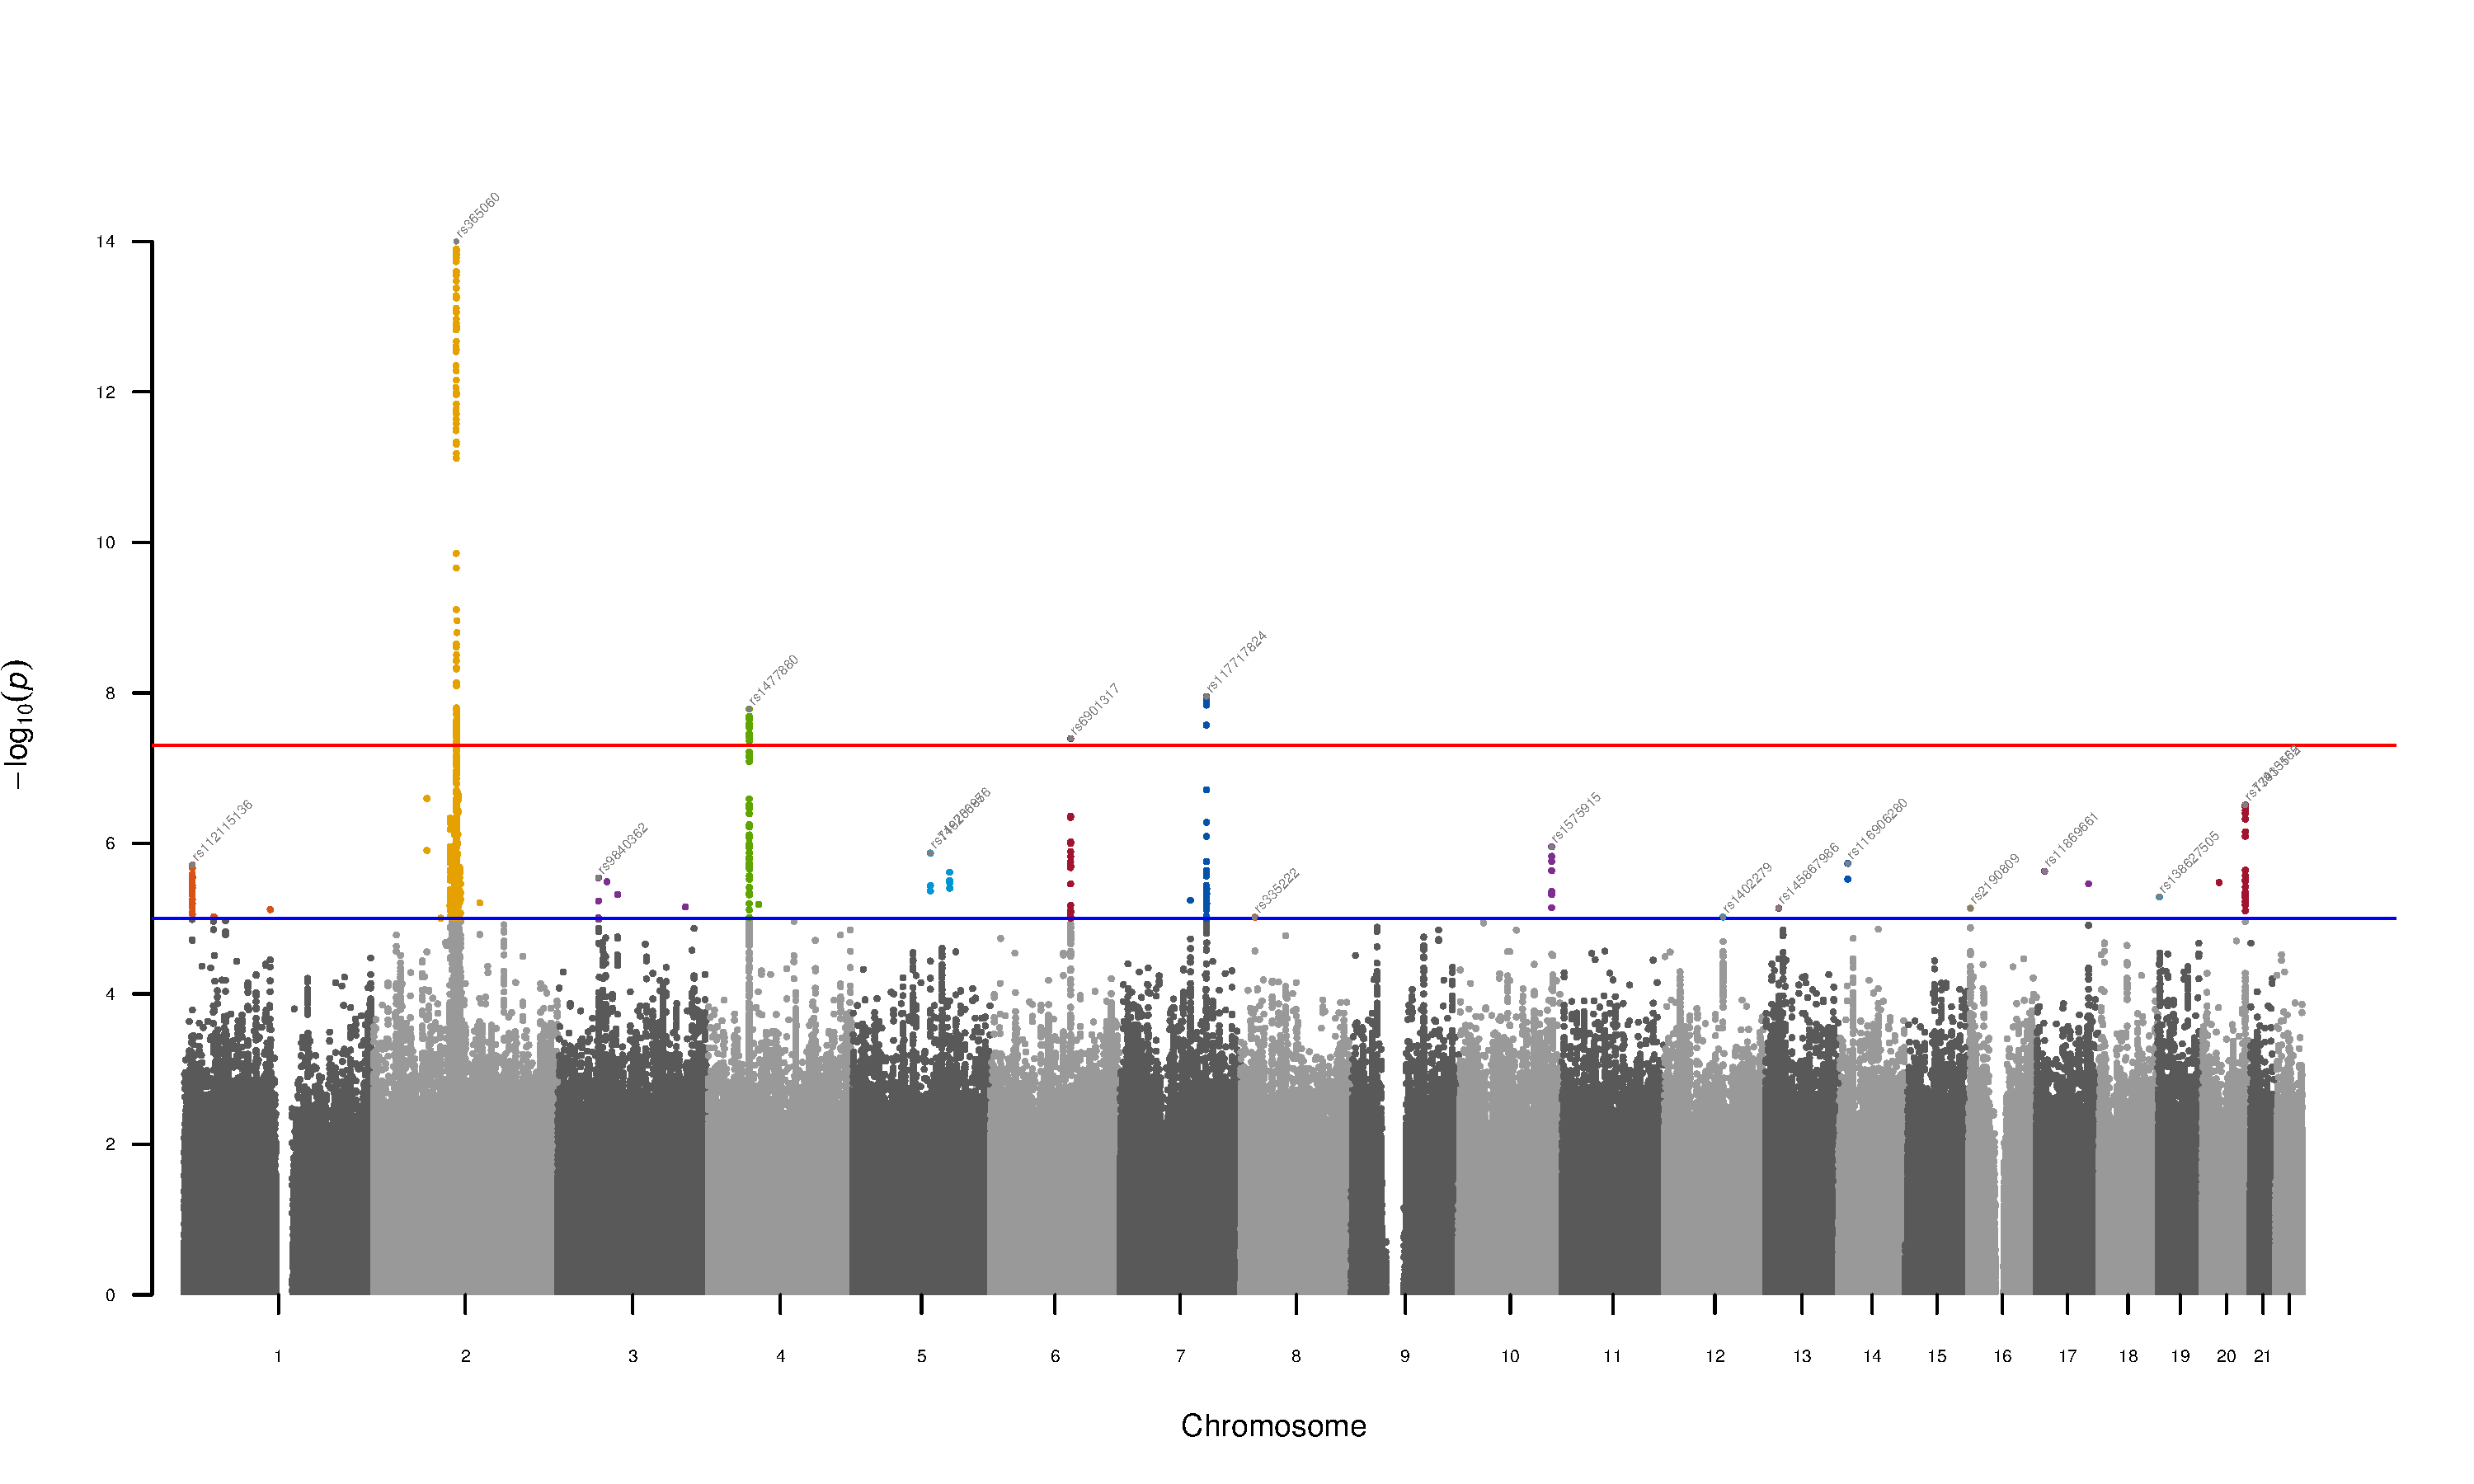 rs365060
14
12
10
rs117717824
rs1477880
rs6901317
8
−log10(p)
rs112115136
rs9840362
rs1575915
rs116906280
rs11869661
rs138627505
rs335222
rs1402279
rs145867986
rs2190809
6
4
2
0
1 2 3 4 5 6 7 8 9 10 11 12 13 14 15 16 17 18 19 20 21
Chromosome